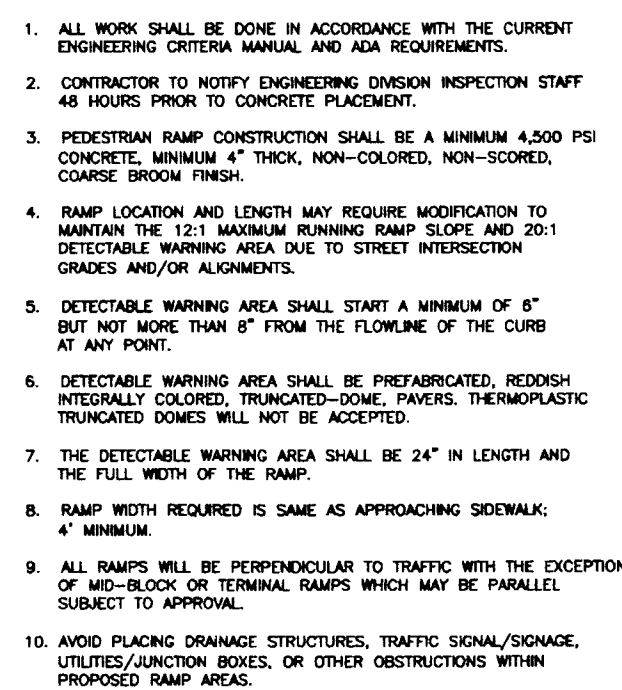 1. ALL WORK SHALL BE DONE IN ACCORDANCE WITH THE CURRENT
ENGINEERING CRITERIA MANUAL AND ADA REQUIREMENTS.
2. CONTRACTOR TO NOTIFY ENGINEERING DIVISION INSPECTION STAFF
48 HOURS PRIOR TO CONCRETE PLACEMENT.
3. PEDESTRIAN RAMP CONSTRUCTION SHALL BE A MINIMUM 4,500 PSI
CONCRETE, MINIMUM 4" THICK, NON-COLORED, NON-SCORED,
COARSE BROOM FINISH.
4. RAMP LOCATION AND LENGTH MAY REQUIRE MODIFICATION TO
MAINTAIN THE 12:1 MAXIMUM RUNNING RAMP SLOPE AND 20:1
DETECTABLE WARNING AREA DUE TO STREET INTERSECTION
GRADES AND/OR ALIGNMENTS.
5. DETECTABLE WARNING AREA SHALL START A MINIMUM OF 6"
BUT NOT MORE THAN 8" FROM THE FLOWLINE OF THE CURB
AT ANY POINT.
6. DETECTABLE WARNING AREA SHALL BE PREFABRICATED, REDDISH
INTEGRALLY COLORED, TRUNCATED-DOME, PAVERS. THERMOPLASTIC
TRUNCATED DOMES WILL NOT BE ACCEPTED.
7. THE DETECTABLE WARNING AREA SHALL BE 24" IN LENGTH AND
THE FULL WIDTH OF THE RAMP.
8. RAMP WIDTH REQUIRED IS SAME AS APPROACHING SIDEWALK;
4' MINIMUM.
9. ALL RAMPS WILL BE PERPENDICULAR TO TRAFFIC WITH THE EXCEPTION
OF MID-BLOCK OR TERMINAL RAMPS WHICH MAY BE PARALLEL
SUBJECT TO APPROVAL.
10. AVOID PLACING DRAINAGE STRUCTURES, TRAFFIC SIGNAL/SIGNAGE,
UTILITIES/JUNCTION BOXES, OR OTHER OBSTRUCTIONS WITHIN
PROPOSED RAMP AREAS.